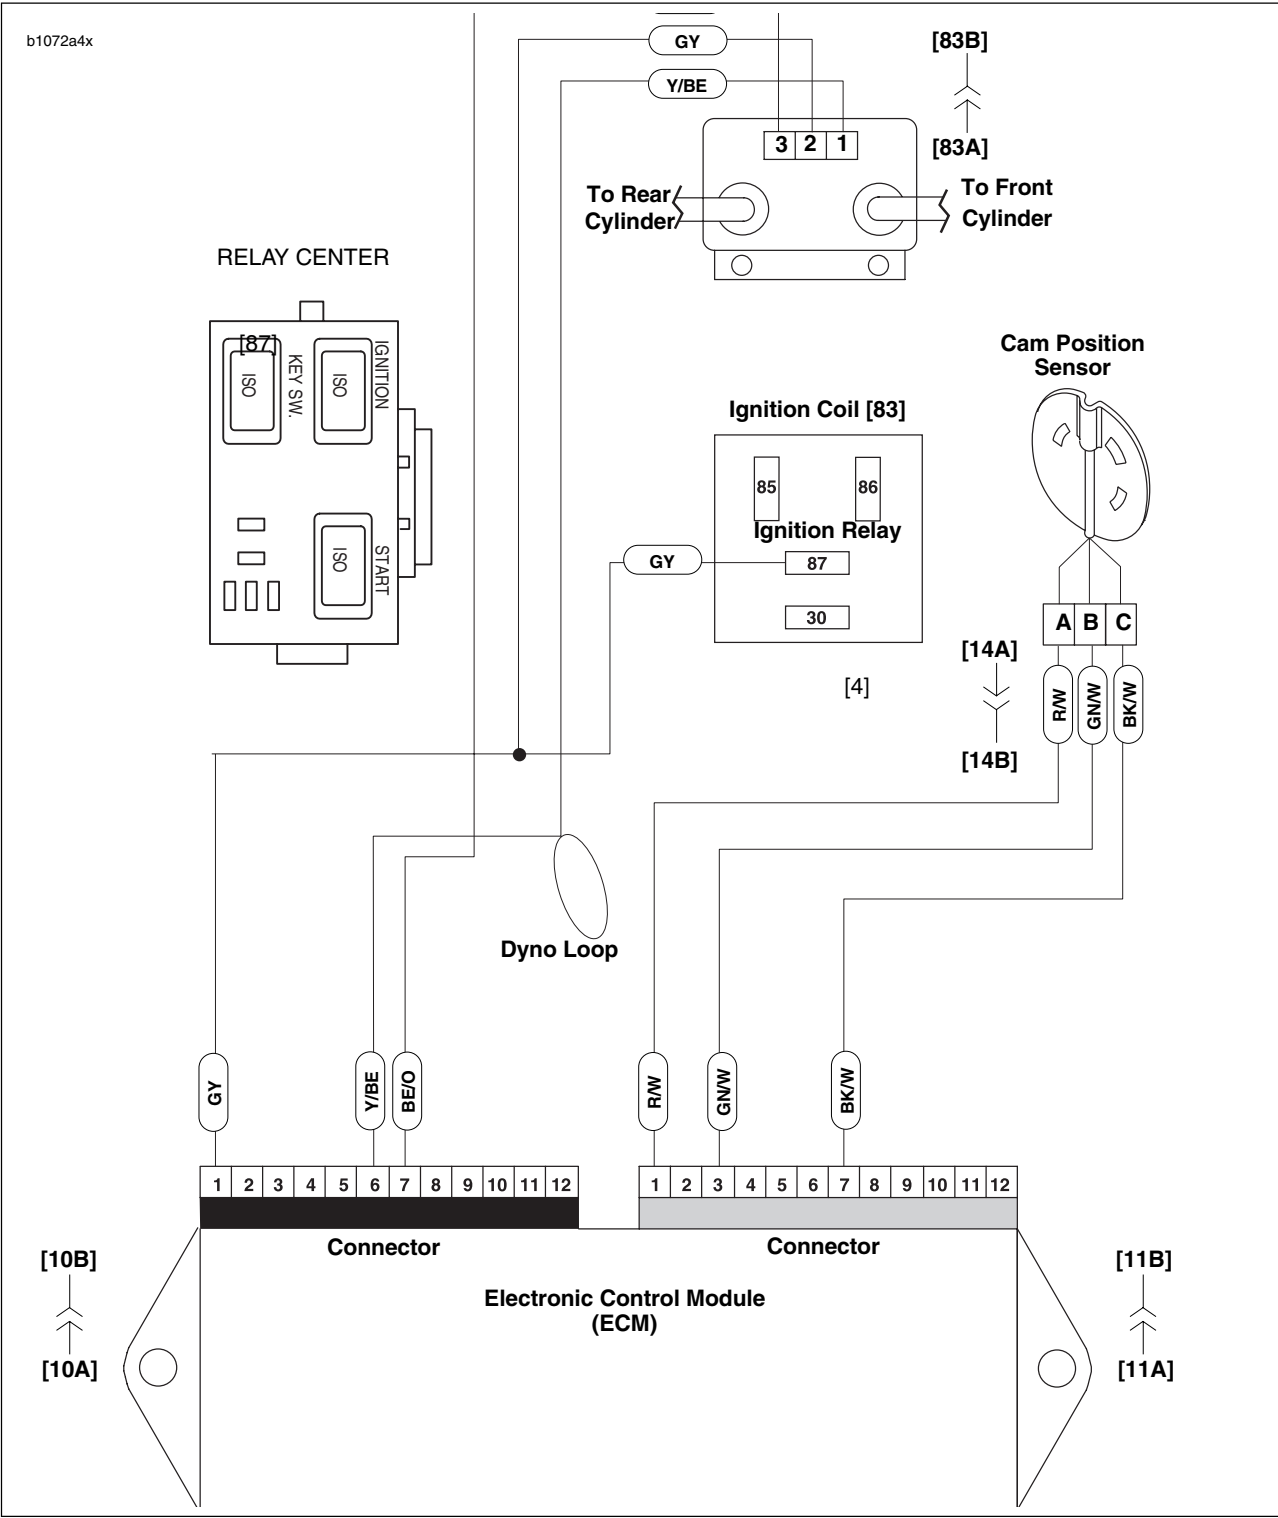 b1072a4x
GY
[83B]
Y/BE
3 2 1
[83A]
To Rear
Cylinder
To Front
Cylinder
RELAY CENTER
[87]
ISO
KEY SW.
ISO
IGNITION
ISO
START
Cam Position
Sensor
Ignition Coil [83]
85
86
Ignition Relay
GY
87
30
[4]
A B C
[14A]
R/W
GN/W
BK/W
[14B]
Dyno Loop
GY
Y/BE
BE/O
R/W
GN/W
BK/W
1 2 3 4 5 6 7 8 9 10 11 12
1 2 3 4 5 6 7 8 9 10 11 12
Connector
Connector
[10B]
[11B]
Electronic Control Module
(ECM)
[10A]
[11A]